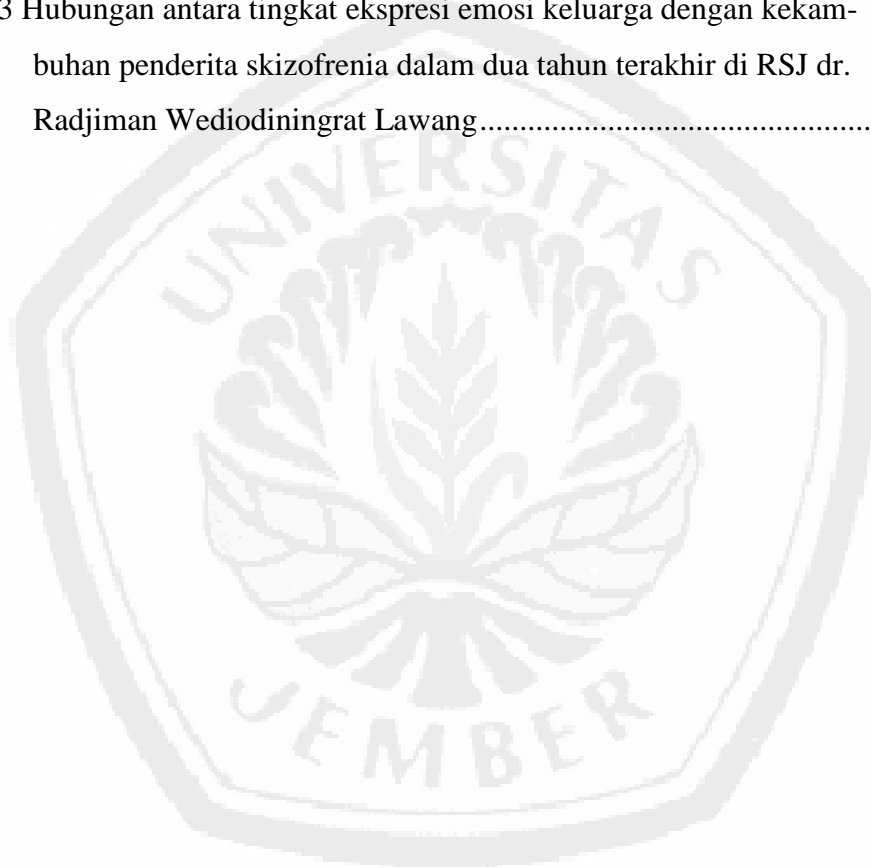 3 Hubungan antara tingkat ekspresi emosi keluarga dengan kekam-
buhan penderita skizofrenia dalam dua tahun terakhir di RSJ dr.
Radjiman Wediodiningrat Lawang................................................
UNIVERSITAS
JEMBER